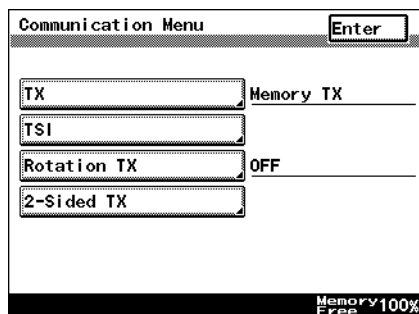 Communication Menu Enter
TX Memory TX
TSI
Rotation TX OFF
2-Sided TX
Memory Free 100%